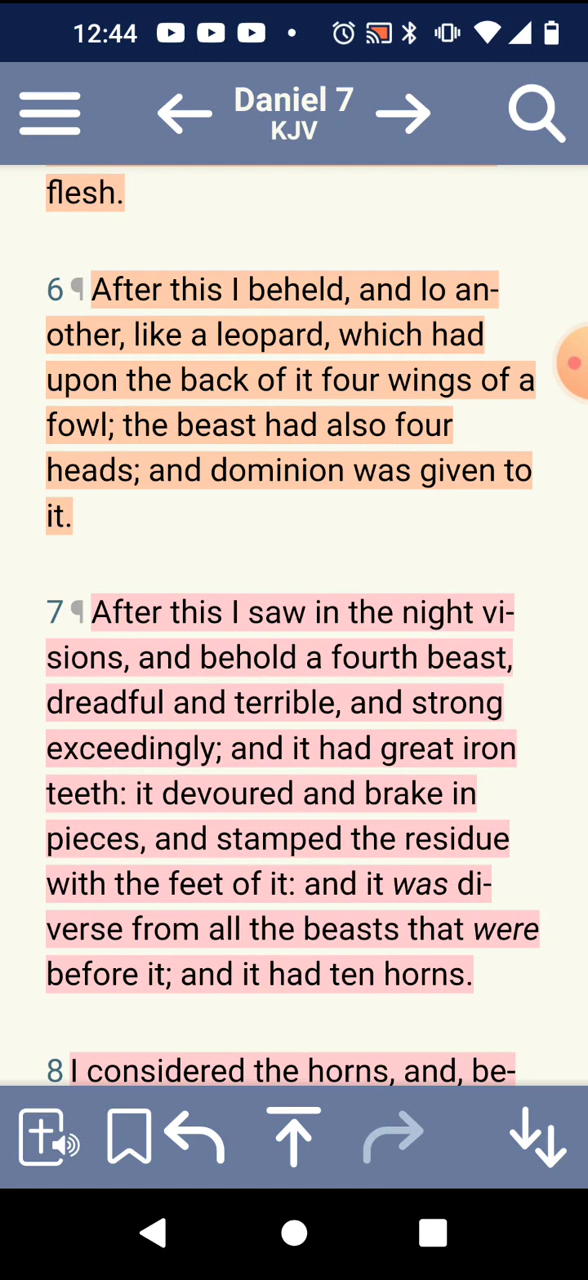 12:44
Daniel 7
KJV
flesh.
6 ¶ After this I beheld, and lo an-
other, like a leopard, which had
upon the back of it four wings of a
fowl; the beast had also four
heads; and dominion was given to
it.
7 ¶ After this I saw in the night vi-
sions, and behold a fourth beast,
dreadful and terrible, and strong
exceedingly; and it had great iron
teeth: it devoured and brake in
pieces, and stamped the residue
with the feet of it: and it was di-
verse from all the beasts that were
before it; and it had ten horns.
8 I considered the horns, and, be-